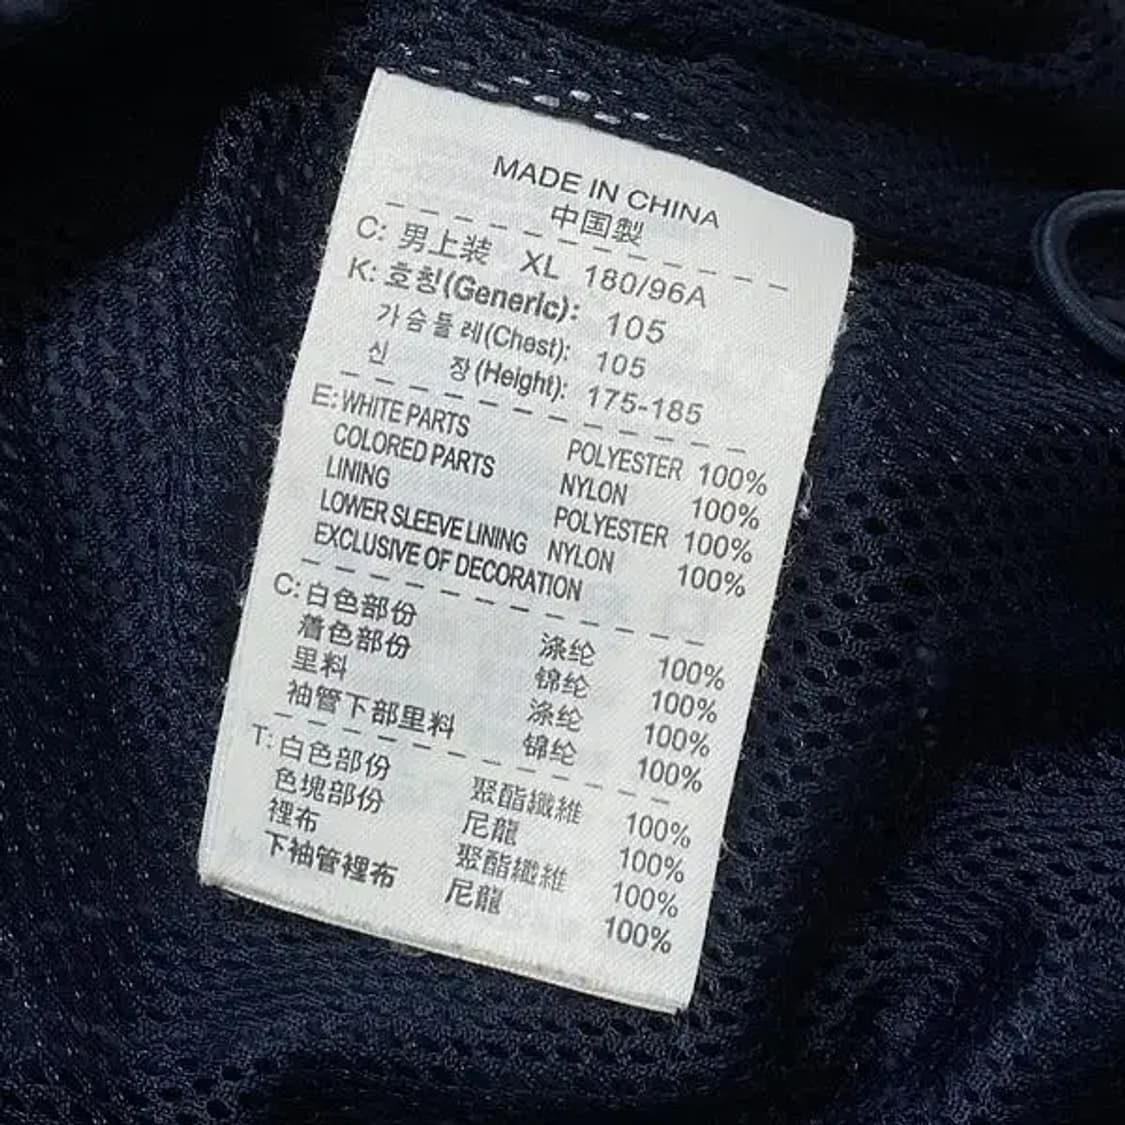 MADE IN CHINA
中国製
C: 男上装 XL 180/96A
K: 호칭(Generic): 105
가슴둘레(Chest): 105
신 장(Height): 175-185
E: WHITE PARTS POLYESTER 100%
COLORED PARTS NYLON 100%
LINING POLYESTER 100%
LOWER SLEEVE LINING NYLON 100%
EXCLUSIVE OF DECORATION
C: 白色部份 涤纶 100%
着色部份 锦纶 100%
里料 涤纶 100%
袖管下部里料 锦纶 100%
T: 白色部份 聚酯纖維 100%
色塊部份 尼龍 100%
裡布 聚酯纖維 100%
下袖管裡布 尼龍 100%